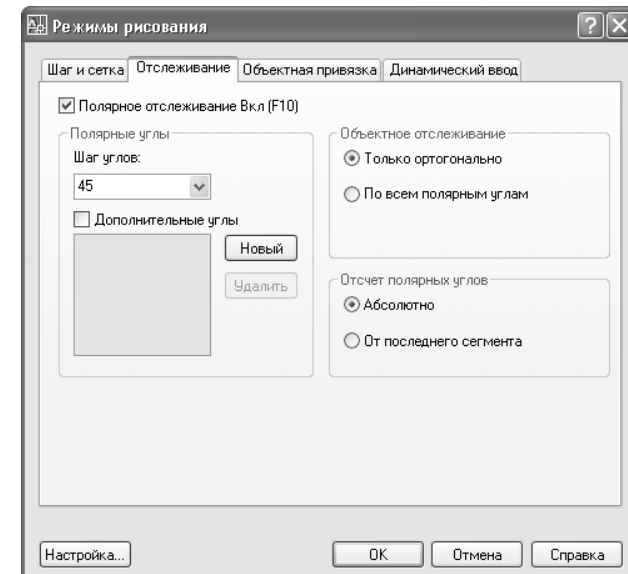 Режимы рисования
Шаг и сетка Отслеживание Объектная привязка Динамический ввод
Полярное отслеживание Вкл (F10)
Полярные углы
Шаг углов:
45
Дополнительные углы
Новый
Удалить
Объектное отслеживание
Только ортогонально
По всем полярным углам
Отсчет полярных углов
Абсолютно
От последнего сегмента
Настройка... OK Отмена Справка